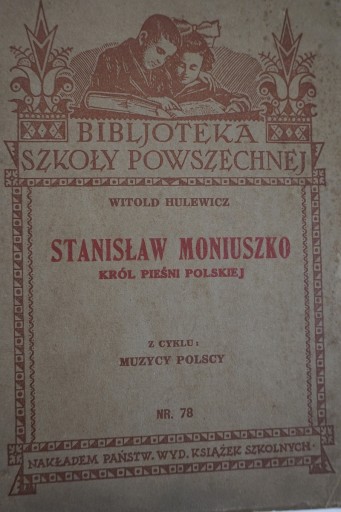 BIBLJOTEKA
SZKOŁY POWSZECHNEJ
WITOLD HULEWICZ
STANISŁAW MONIUSZKO
KRÓL PIEŚNI POLSKIEJ
Z CYKLU:
MUZYCY POLSCY
NR. 78
NAKŁADEM PAŃSTW. WYD. KSIĄŻEK SZKOLNYCH